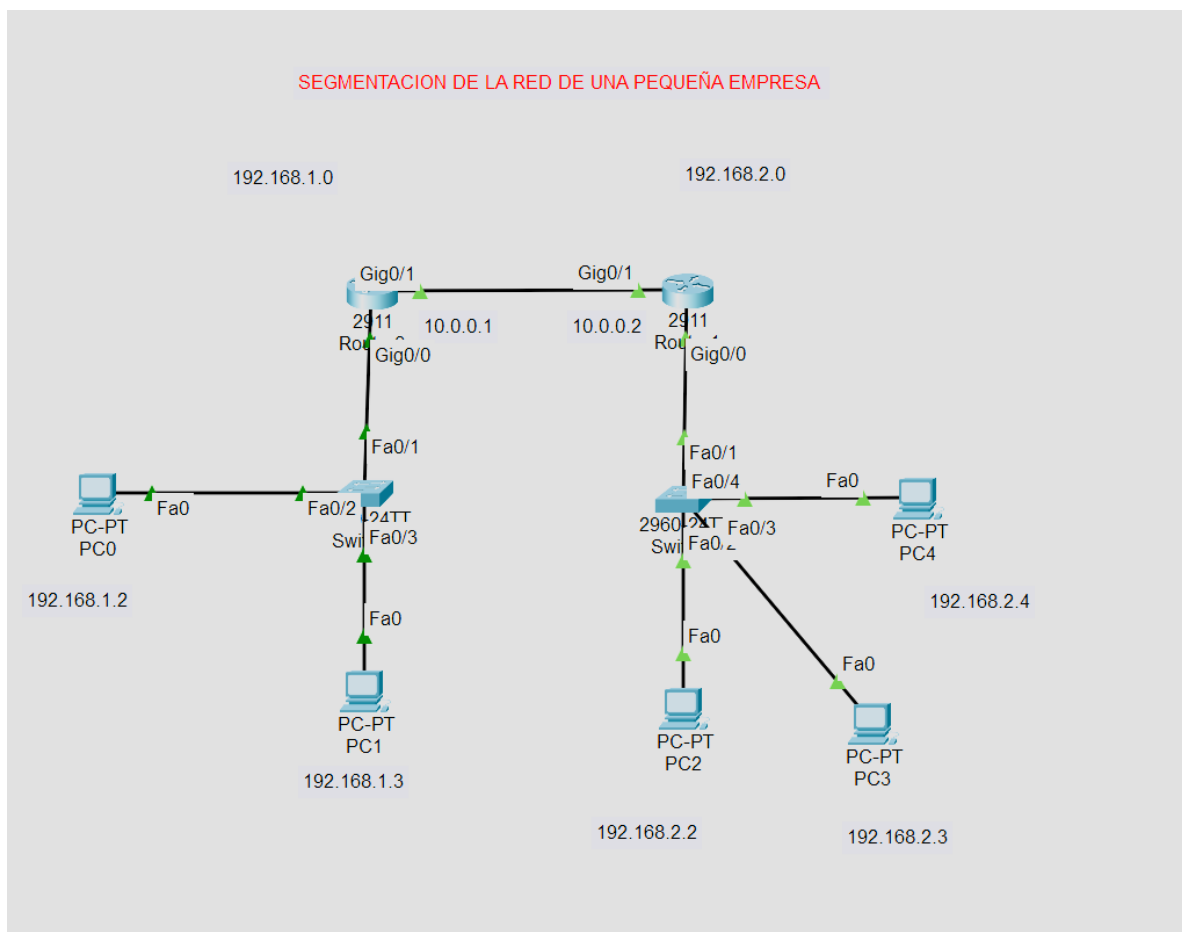 SEGMENTACION DE LA RED DE UNA PEQUEÑA EMPRESA
192.168.1.0
192.168.2.0
Gig0/1
Gig0/1
2911
10.0.0.1
10.0.0.2
2911
Gig0/0
Gig0/0
Fa0/1
Fa0/1
Fa0/4
Fa0
Fa0
Fa0/2
PC-PT
PC0
Fa0/3
Fa0/3
PC-PT
PC4
192.168.1.2
192.168.2.4
Fa0
Fa0
Fa0
PC-PT
PC1
192.168.1.3
PC-PT
PC2
PC-PT
PC3
192.168.2.2
192.168.2.3